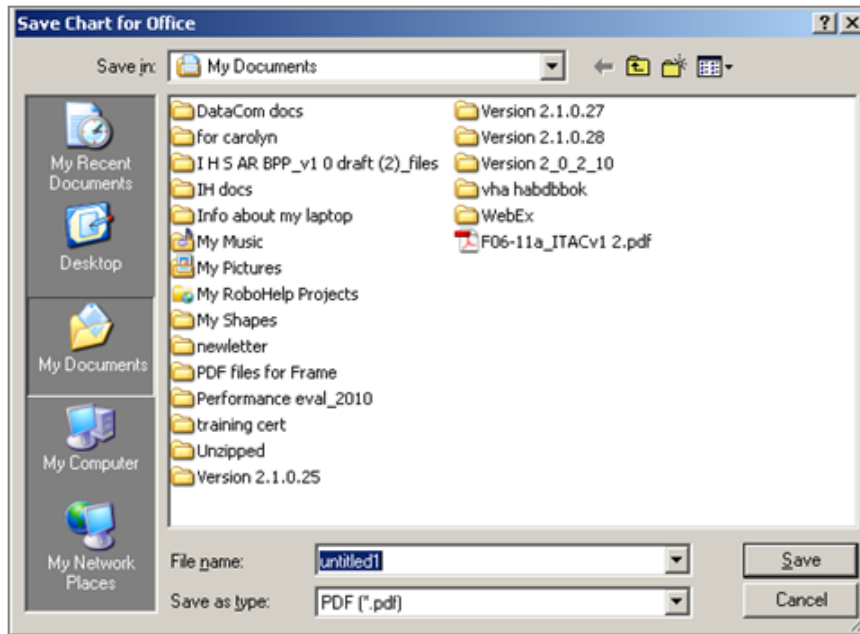 Save Chart for Office
Save in: My Documents
My Recent
Documents
Desktop
My Documents
My Computer
My Network
Places
DataCom docs
for carolyn
I H S AR BPP_v1 0 draft (2)_files
IH docs
Info about my laptop
My Music
My Pictures
My RoboHelp Projects
My Shapes
newletter
PDF files for Frame
Performance eval_2010
training cert
Unzipped
Version 2.1.0.25
Version 2.1.0.27
Version 2.1.0.28
Version 2_0_2_10
vha habdbbok
WebEx
F06-11a_ITACv1 2.pdf
File name: untitled1 Save
Save as type: PDF (*.pdf) Cancel